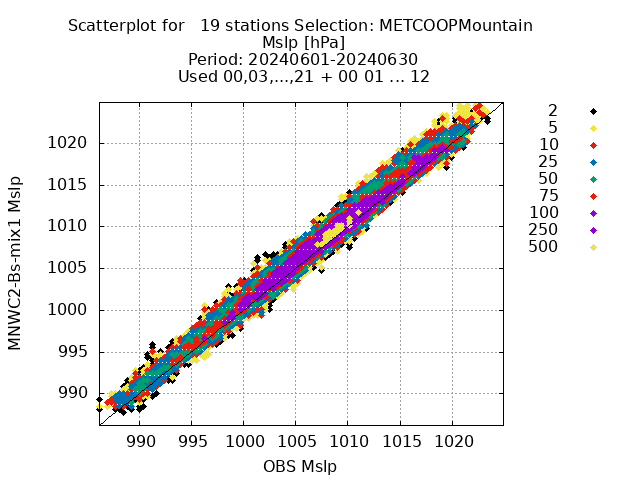 Scatterplot for   19 stations Selection: METCOOPMountain
Mslp [hPa]
Period: 20240601-20240630
Used 00,03,...,21 + 00 01 ... 12
2
5
10
25
50
75
100
250
500
MNWC2-Bs-mix1 Mslp
1020
1015
1010
1005
1000
995
990
990 995 1000 1005 1010 1015 1020
OBS Mslp